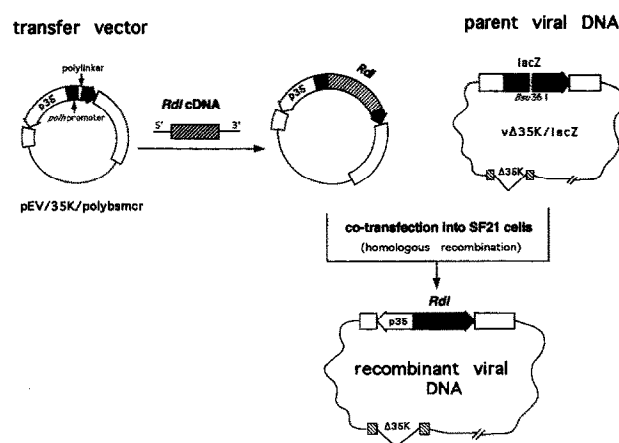 transfer vector
parent viral DNA
polylinker
p35
polh promoter
Rdl cDNA
5' 3'
pEV/35K/polybsmcr
p35
Rdl
lacZ
Bsu36 I
vΔ35K/lacZ
Δ35K
co-transfection into SF21 cells
(homologous recombination)
Rdl
p35
recombinant viral
DNA
Δ35K